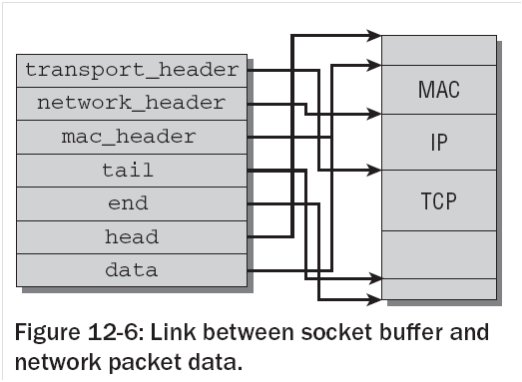 transport_header
network_header
mac_header
tail
end
head
data
MAC
IP
TCP
Figure 12-6: Link between socket buffer and
network packet data.